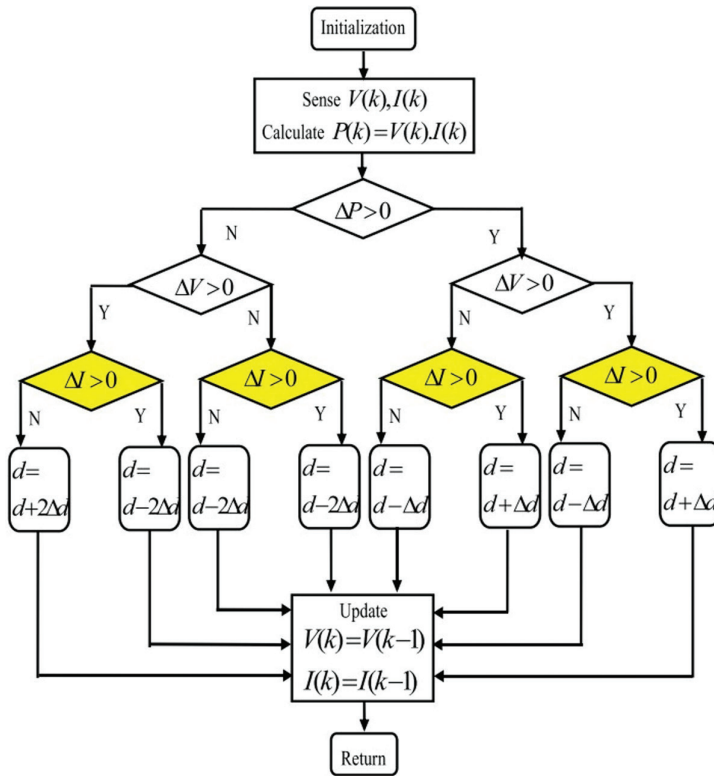 Initialization
Sense V(k),I(k)
Calculate P(k)=V(k).I(k)
ΔP>0
N
Y
ΔV>0
ΔV>0
Y
N
N
Y
ΔI>0
ΔI>0
ΔI>0
ΔI>0
N
Y
N
Y
N
Y
N
Y
d=
d+2Δd
d=
d-2Δd
d=
d-2Δd
d=
d-2Δd
d=
d-Δd
d=
d+Δd
d=
d-Δd
d=
d+Δd
Update
V(k)=V(k-1)
I(k)=I(k-1)
Return